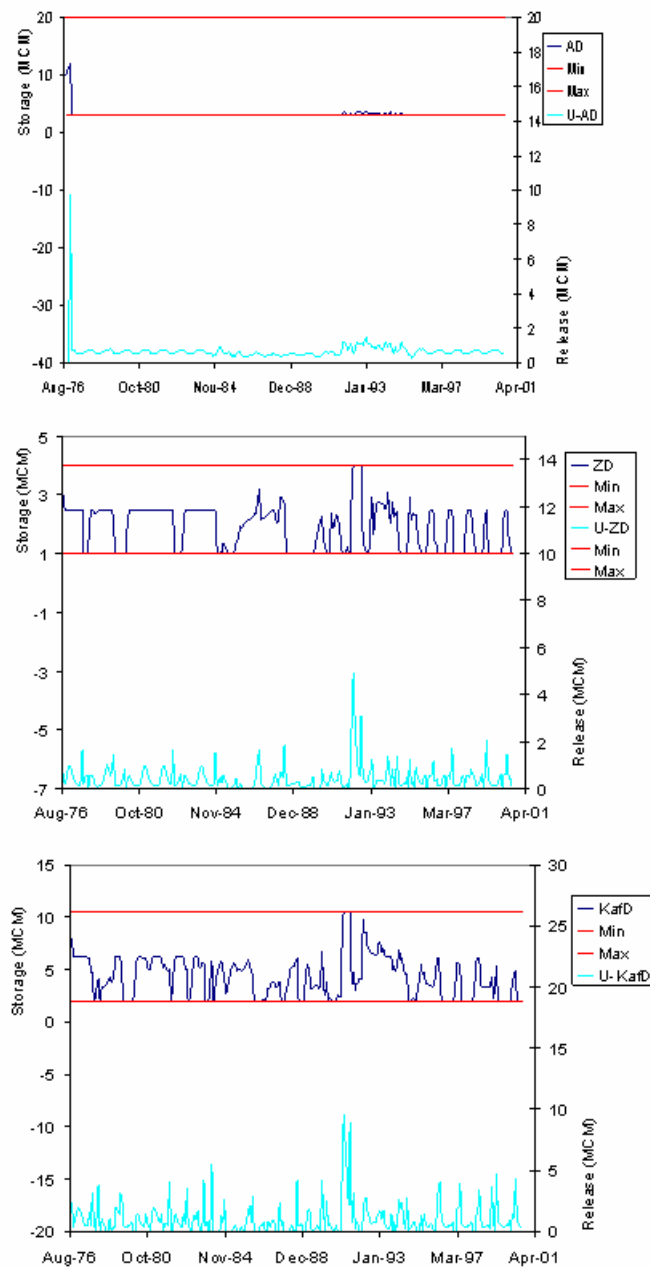 20
10
0
-10
-20
-30
-40
Storage (MCM)
20
18
16
14
12
10
8
6
4
2
0
Release (MCM)
AD
Min
Max
U-AD
Aug-76 Oct-80 Nou-84 Dec-88 Jan-93 Mar-97 Apr-01
5
3
1
-1
-3
-5
-7
Storage (MCM)
14
12
10
8
6
4
2
0
Release (MCM)
ZD
Min
Max
U-ZD
Min
Max
Aug-76 Oct-80 Nov-84 Dec-88 Jan-93 Mar-97 Apr-01
15
10
5
0
-5
-10
-15
-20
Storage (MCM)
30
25
20
15
10
5
0
Release (MCM)
KafD
Min
Max
U- KafD
Aug-76 Oct-80 Nov-84 Dec-88 Jan-93 Mar-97 Apr-01